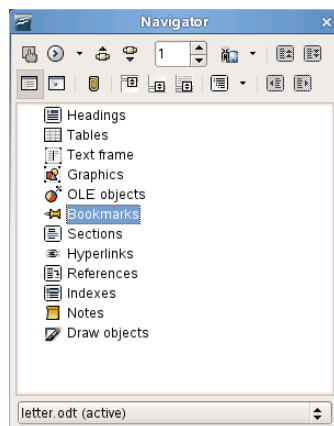 Navigator
1
Headings
Tables
Text frame
Graphics
OLE objects
Bookmarks
Sections
Hyperlinks
References
Indexes
Notes
Draw objects
letter.odt (active)